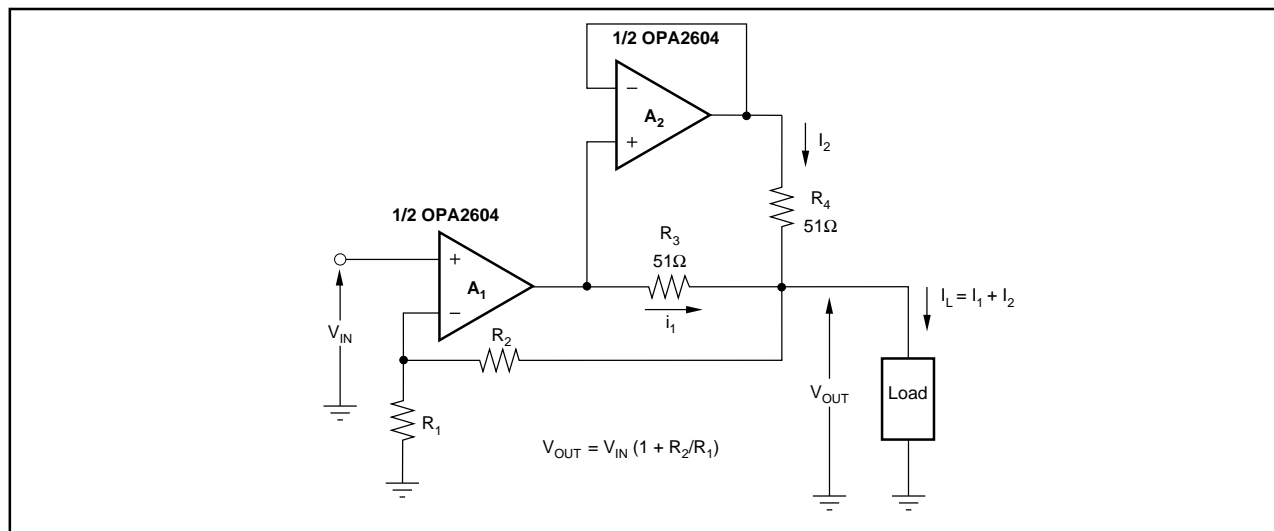 1/2 OPA2604
−
A2
+
I2
R4
51Ω
1/2 OPA2604
R3
51Ω
+
A1
−
i1
IL = I1 + I2
VIN
R2
VOUT
Load
R1
VOUT = VIN (1 + R2/R1)